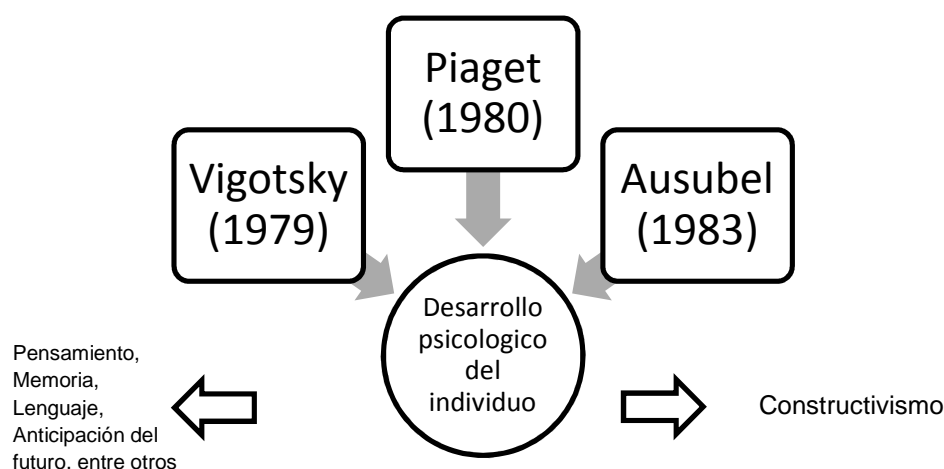 Piaget
(1980)
Vigotsky
(1979)
Ausubel
(1983)
Desarrollo
psicologico
del
individuo
Pensamiento,
Memoria,
Lenguaje,
Anticipación del
futuro, entre otros
Constructivismo